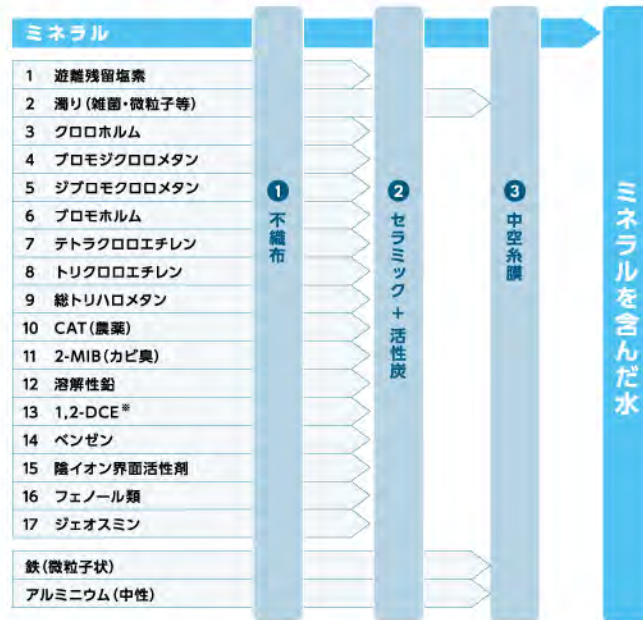 ミネラル
1 遊離残留塩素
2 濁り(雑菌・微粒子等)
3 クロロホルム
4 ブロモジクロロメタン
5 ジブロモクロロメタン
6 ブロモホルム
7 テトラクロロエチレン
8 トリクロロエチレン
9 総トリハロメタン
10 CAT(農薬)
11 2-MIB(カビ臭)
12 溶解性鉛
13 1,2-DCE※
14 ベンゼン
15 陰イオン界面活性剤
16 フェノール類
17 ジェオスミン
鉄(微粒子状)
アルミニウム(中性)
❶ 不織布
❷ セラミック + 活性炭
❸ 中空糸膜
ミネラルを含んだ水